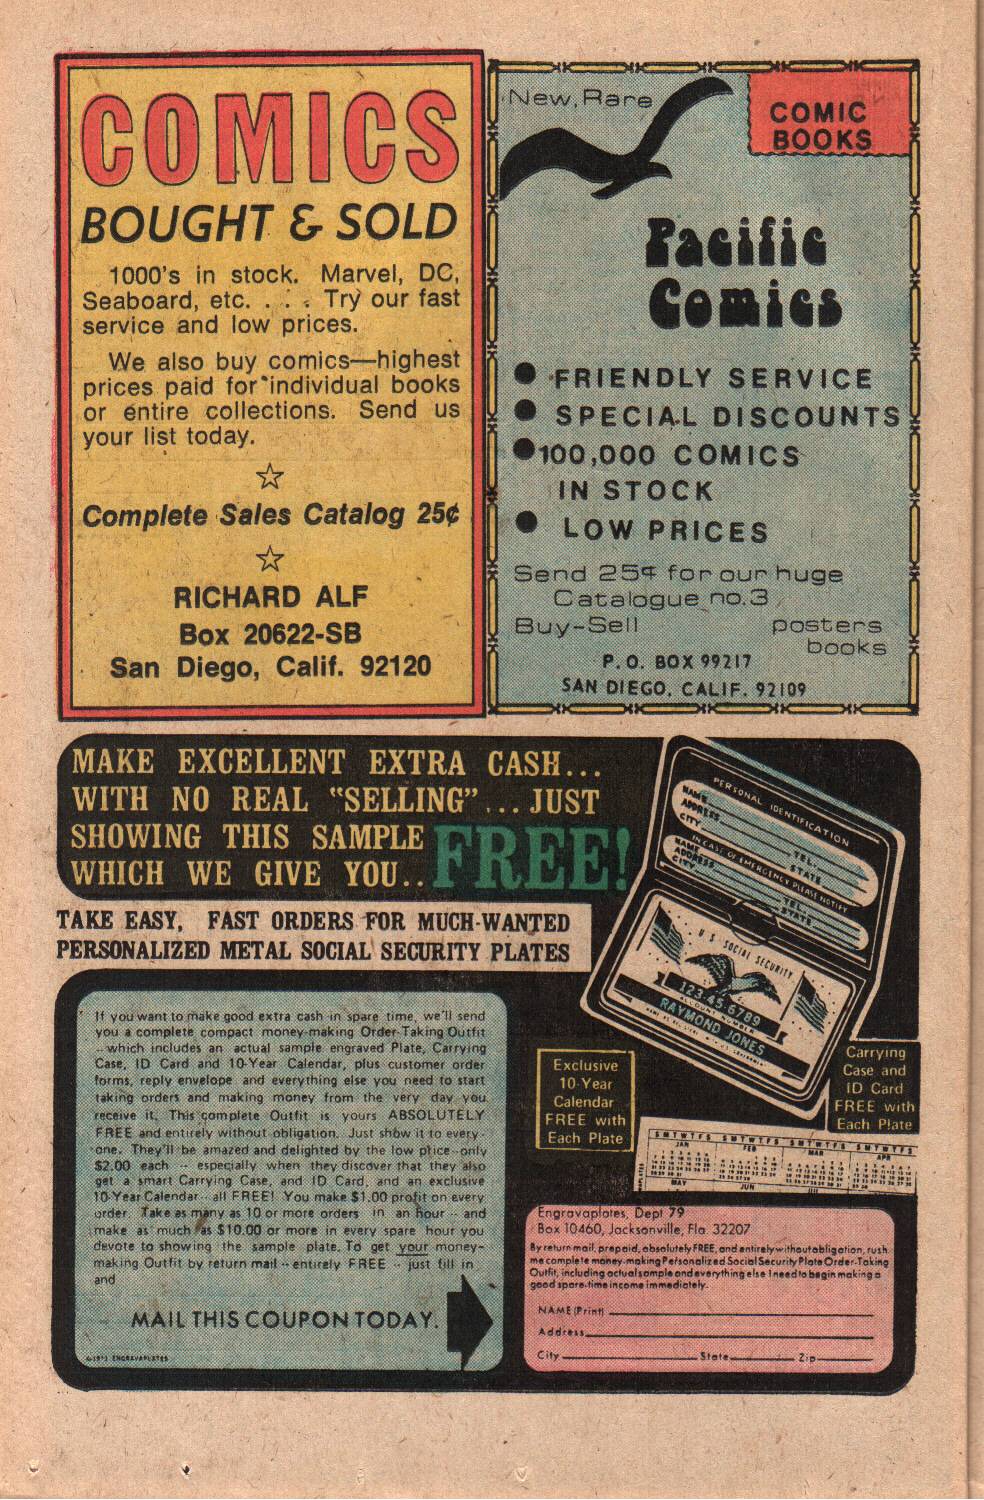 COMICS
BOUGHT & SOLD
1000's in stock. Marvel, DC,
Seaboard, etc. . . . Try our fast
service and low prices.
We also buy comics—highest
prices paid for individual books
or entire collections. Send us
your list today.
Complete Sales Catalog 25¢
RICHARD ALF
Box 20622-SB
San Diego, Calif. 92120
New, Rare
COMIC
BOOKS
Pacific
Comics
● FRIENDLY SERVICE
● SPECIAL DISCOUNTS
● 100,000 COMICS
IN STOCK
● LOW PRICES
Send 25¢ for our huge
Catalogue no.3
Buy-Sell posters
books
P.O. BOX 99217
SAN DIEGO, CALIF. 92109
MAKE EXCELLENT EXTRA CASH...
WITH NO REAL "SELLING"... JUST
SHOWING THIS SAMPLE
WHICH WE GIVE YOU.. FREE!
TAKE EASY, FAST ORDERS FOR MUCH-WANTED
PERSONALIZED METAL SOCIAL SECURITY PLATES
PERSONAL IDENTIFICATION
NAME
ADDRESS
CITY TEL.
STATE
IN CASE OF EMERGENCY PLEASE NOTIFY
NAME
ADDRESS
CITY TEL.
STATE
U S SOCIAL SECURITY
123-45-6789
ACCOUNT NUMBER
RAYMOND JONES
If you want to make good extra cash in spare time, we'll send
you a complete compact money-making Order-Taking Outfit
-- which includes an actual sample engraved Plate, Carrying
Case, ID Card and 10-Year Calendar, plus customer order
forms, reply envelope and everything else you need to start
taking orders and making money from the very day you
receive it. This complete Outfit is yours ABSOLUTELY
FREE and entirely without obligation. Just show it to every-
one. They'll be amazed and delighted by the low price--only
$2.00 each -- especially when they discover that they also
get a smart Carrying Case, and ID Card, and an exclusive
10-Year Calendar -- all FREE! You make $1.00 profit on every
order. Take as many as 10 or more orders in an hour -- and
make as much as $10.00 or more in every spare hour you
devote to showing the sample plate. To get your money-
making Outfit by return mail -- entirely FREE -- just fill in
and
MAIL THIS COUPON TODAY.
ENGRAVAPLATES
Exclusive
10-Year
Calendar
FREE with
Each Plate
Carrying
Case and
ID Card
FREE with
Each Plate
S M T W T F S S M T W T F S S M T W T F S S M T W T F S
JAN FEB MAR APR
MAY JUN
Engravaplates, Dept 79
Box 10460, Jacksonville, Fla. 32207
By return mail, prepaid, absolutely FREE, and entirely without obligation, rush
me complete money-making Personalized Social Security Plate Order-Taking
Outfit, including actual sample and everything else I need to begin making a
good spare-time income immediately.
NAME (Print)
Address
City State Zip